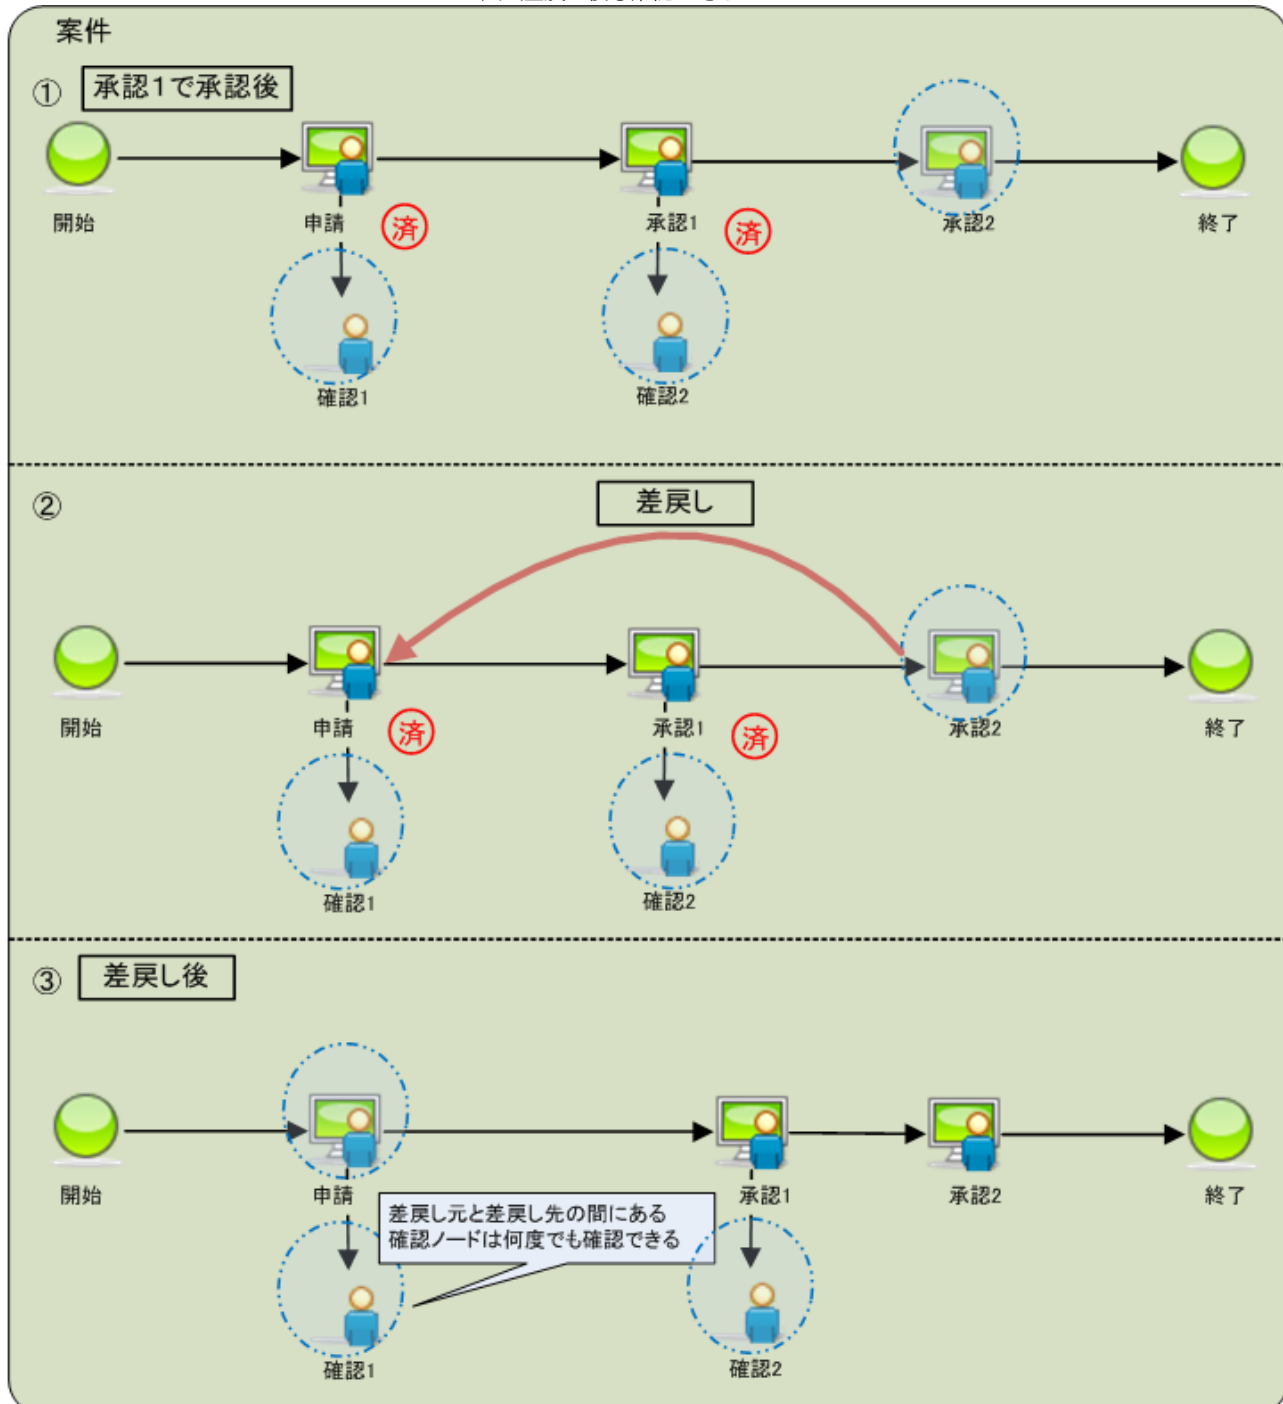 案件
① 承認1で承認後
開始
申請
済
承認1
済
承認2
終了
確認1
確認2
② 差戻し
開始
申請
済
承認1
済
承認2
終了
確認1
確認2
③ 差戻し後
開始
申請
承認1
承認2
終了
差戻し元と差戻し先の間にある
確認ノードは何度でも確認できる
確認1
確認2